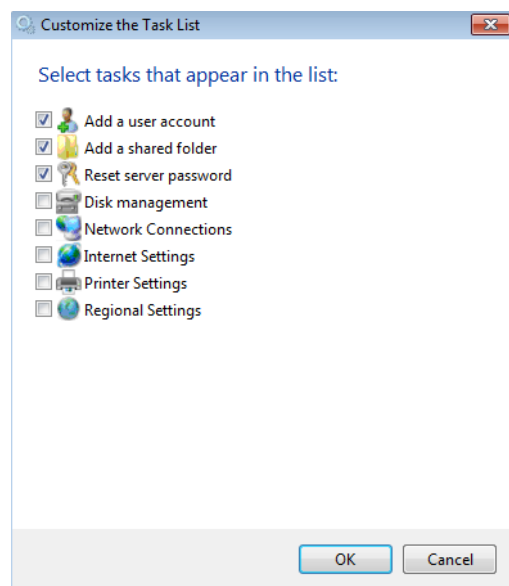 Customize the Task List
Select tasks that appear in the list:
Add a user account
Add a shared folder
Reset server password
Disk management
Network Connections
Internet Settings
Printer Settings
Regional Settings
OK Cancel